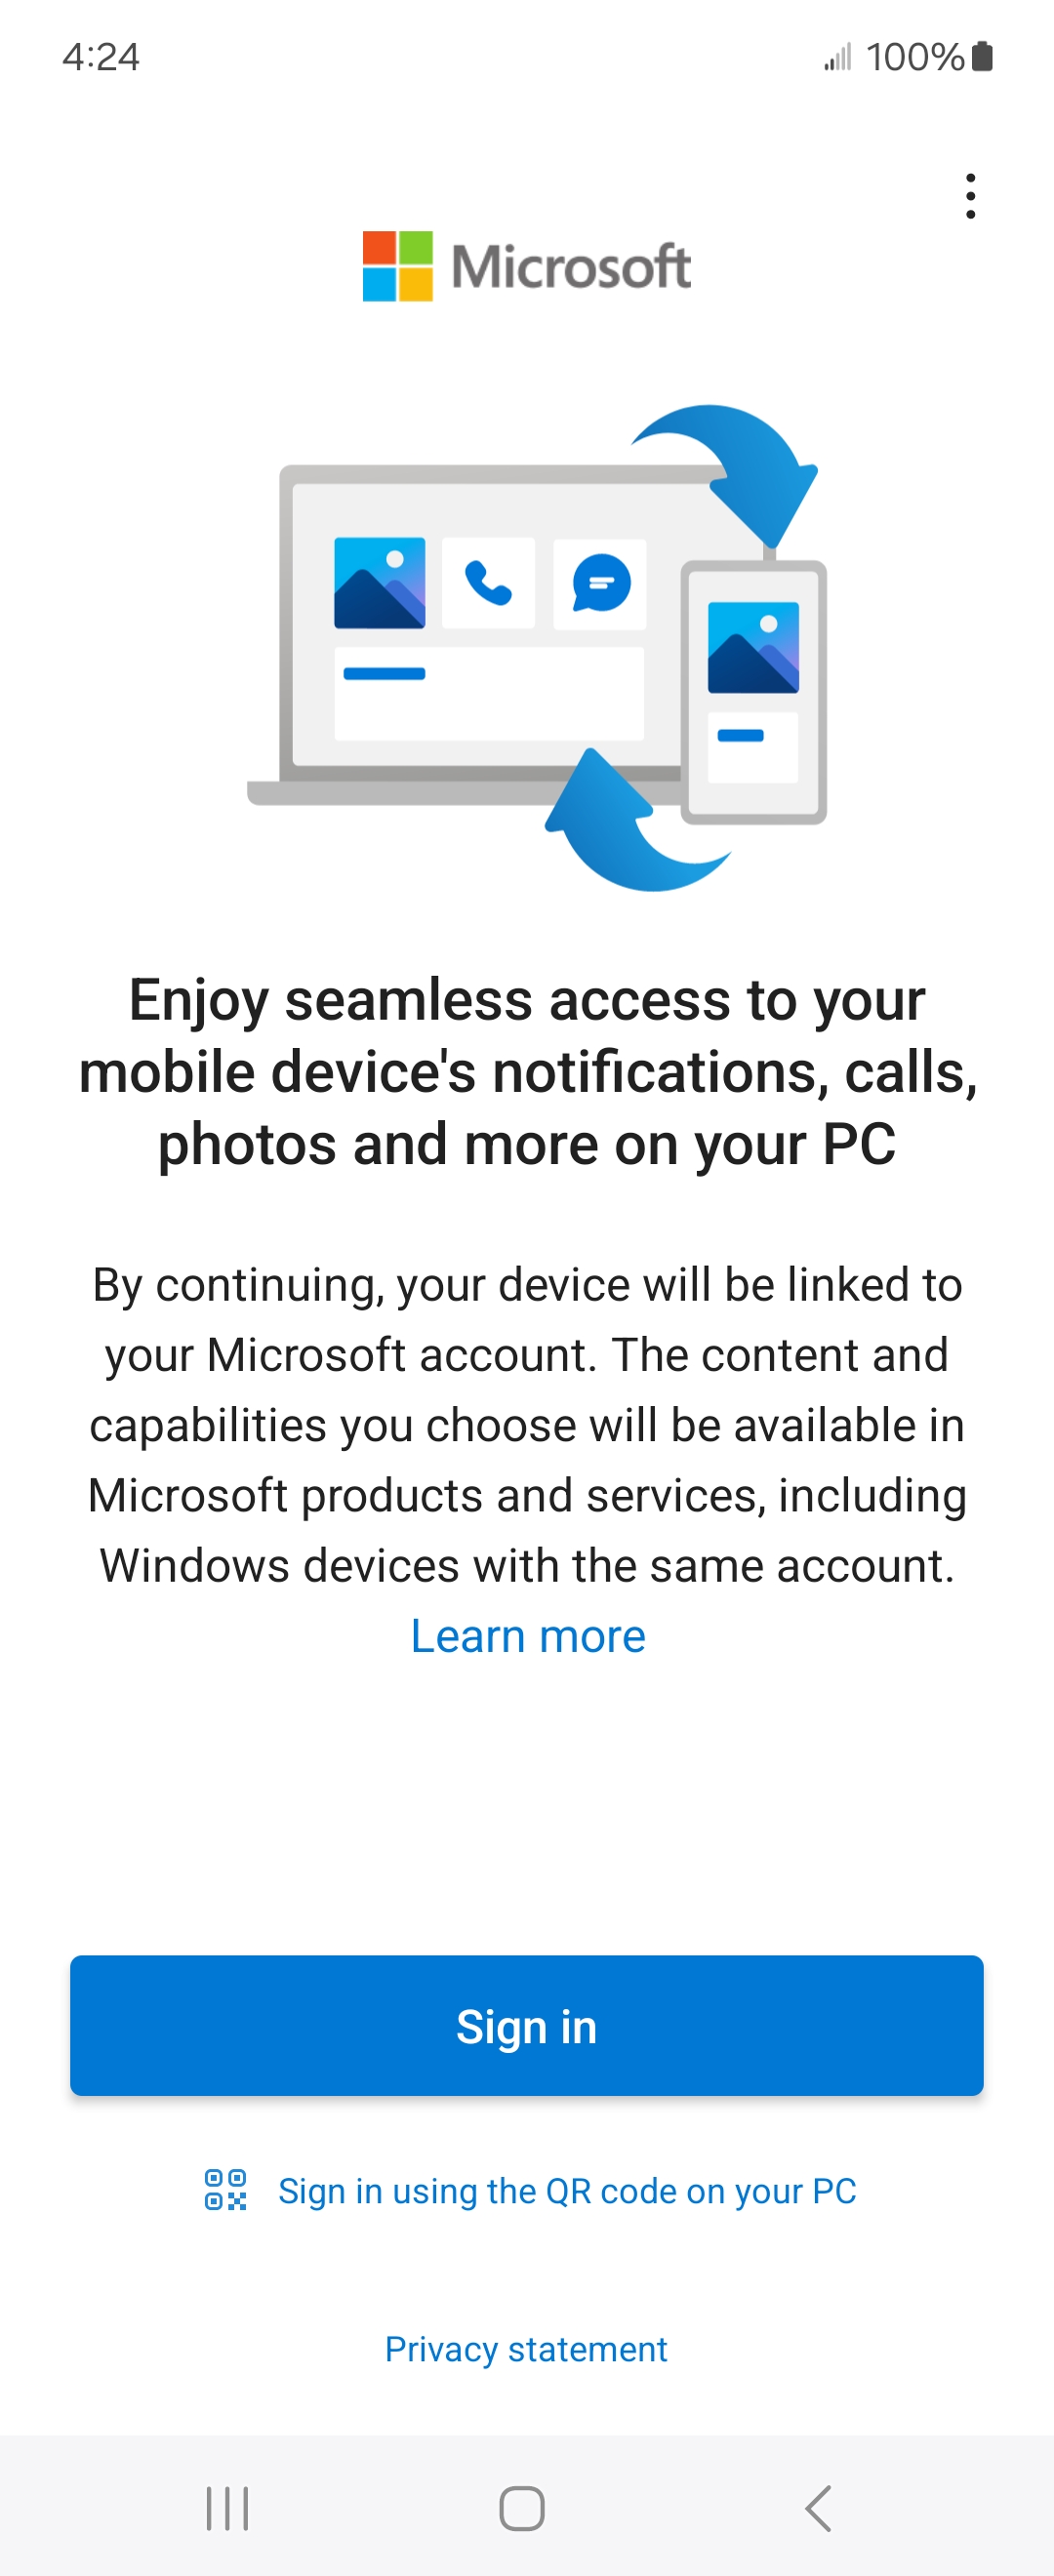 4:24
100%
Microsoft
Enjoy seamless access to your
mobile device's notifications, calls,
photos and more on your PC
By continuing, your device will be linked to
your Microsoft account. The content and
capabilities you choose will be available in
Microsoft products and services, including
Windows devices with the same account.
Learn more
Sign in
Sign in using the QR code on your PC
Privacy statement